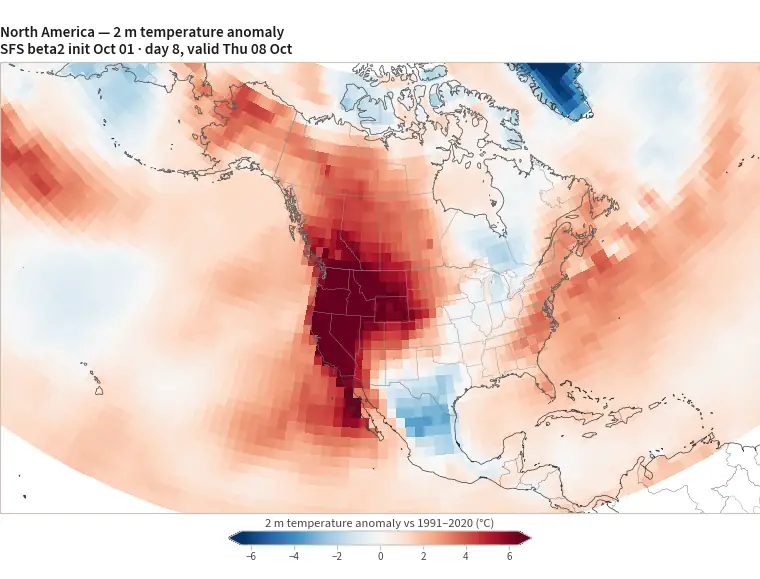 North America — 2 m temperature anomaly
SFS beta2 init Oct 01 · day 8, valid Thu 08 Oct
2 m temperature anomaly vs 1991–2020 (°C)
−6 −4 −2 0 2 4 6